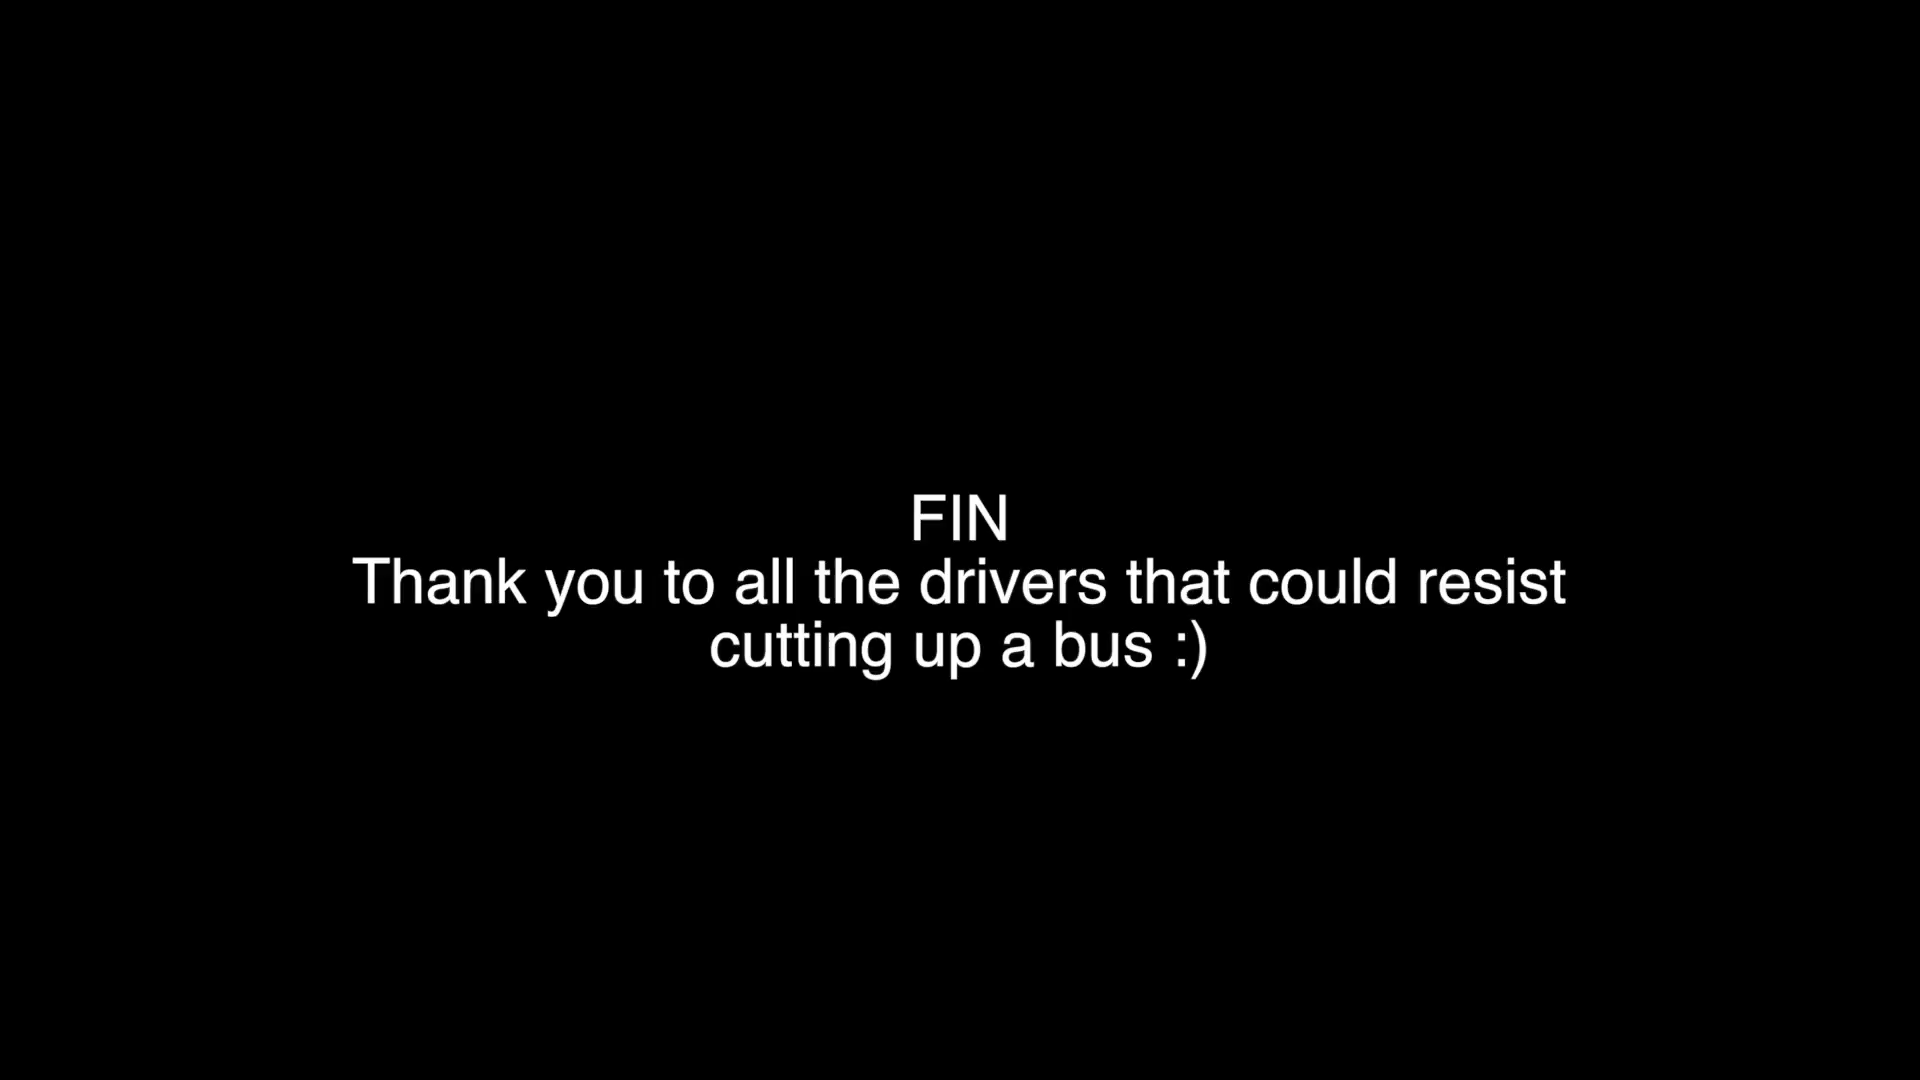 FIN
Thank you to all the drivers that could resist
cutting up a bus :)